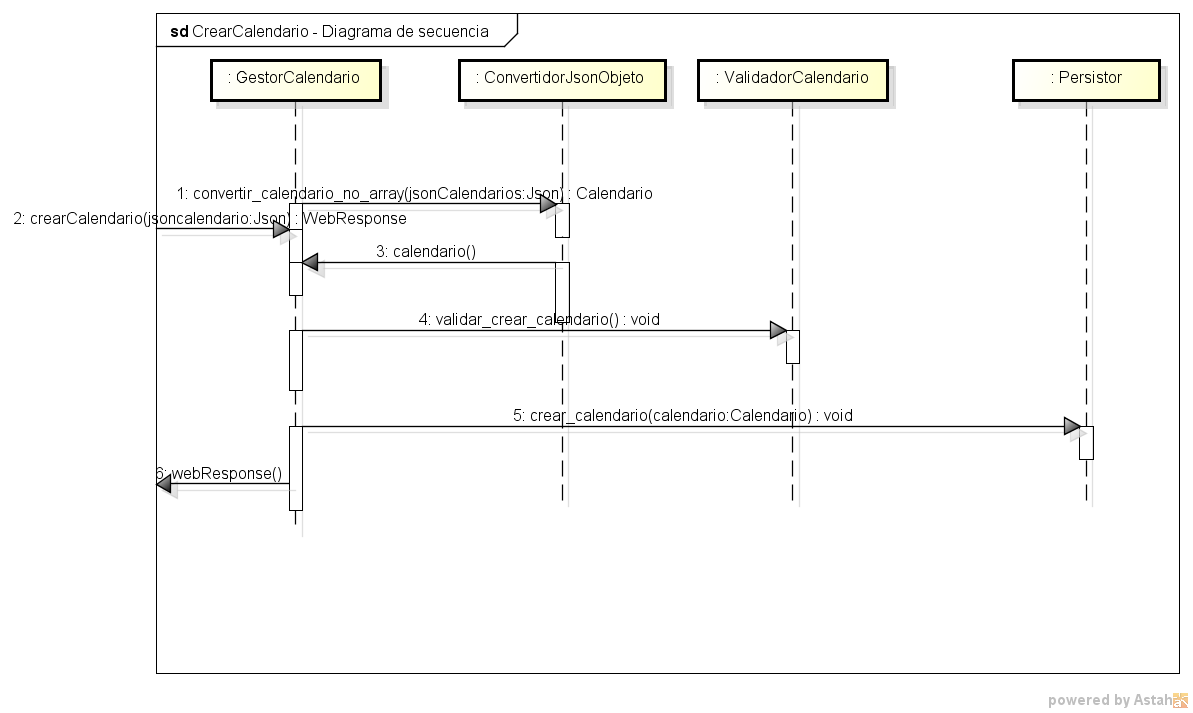 sd CrearCalendario - Diagrama de secuencia
: GestorCalendario
: ConvertidorJsonObjeto
: ValidadorCalendario
: Persistor
1: convertir_calendario_no_array(jsonCalendarios:Json) : Calendario
2: crearCalendario(jsoncalendario:Json) : WebResponse
3: calendario()
4: validar_crear_calendario() : void
5: crear_calendario(calendario:Calendario) : void
6: webResponse()
powered by Astah